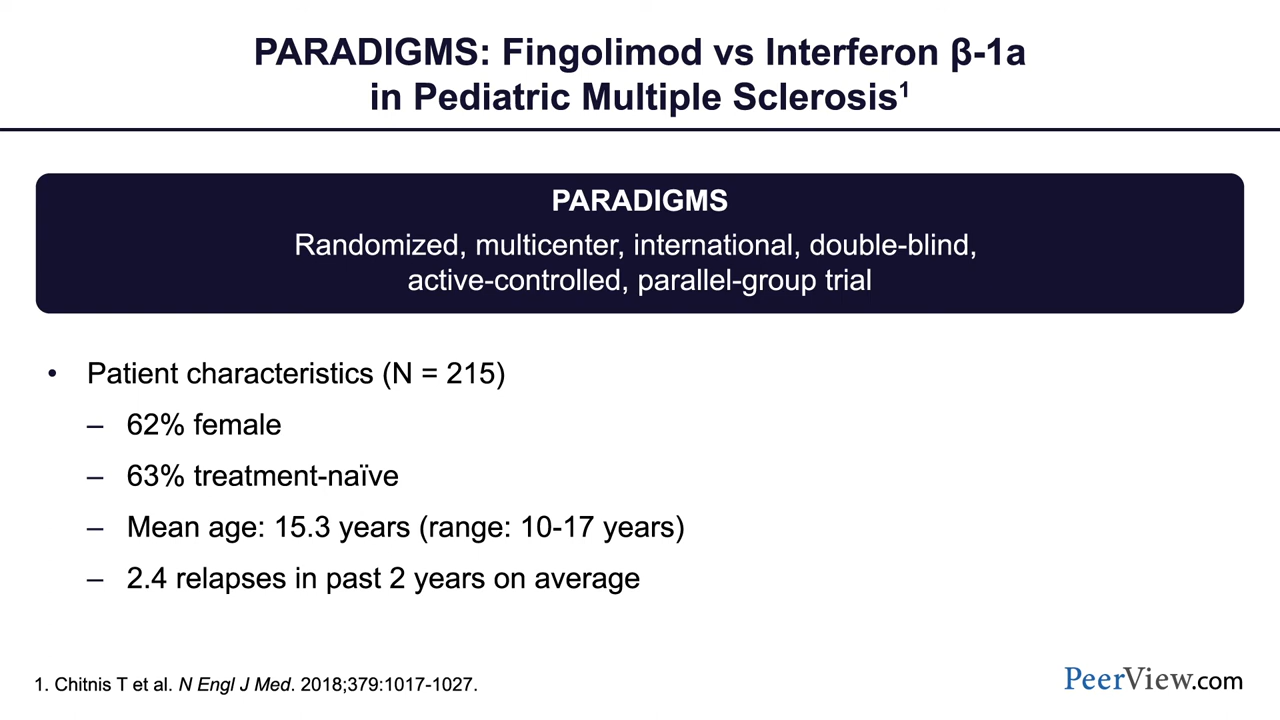 PARADIGMS: Fingolimod vs Interferon β-1a
in Pediatric Multiple Sclerosis¹
PARADIGMS
Randomized, multicenter, international, double-blind,
active-controlled, parallel-group trial
• Patient characteristics (N = 215)
– 62% female
– 63% treatment-naïve
– Mean age: 15.3 years (range: 10-17 years)
– 2.4 relapses in past 2 years on average
1. Chitnis T et al. N Engl J Med. 2018;379:1017-1027.
PeerView.com